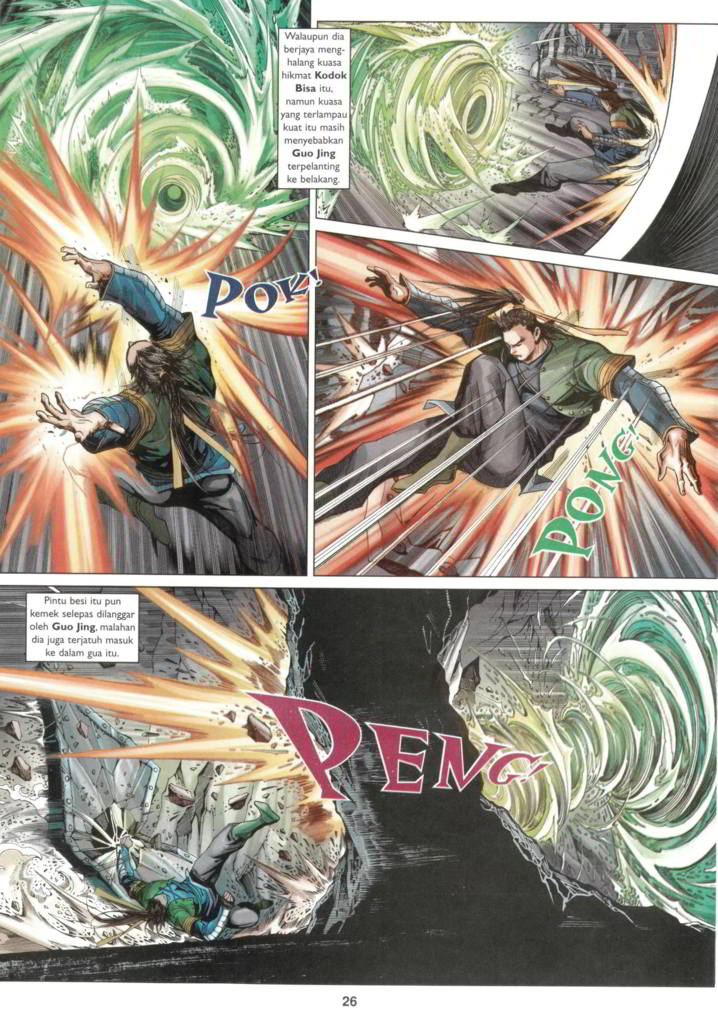 Walaupun dia
berjaya meng-
halang kuasa
hikmat Kodok
Bisa itu,
namun kuasa
yang terlampau
kuat itu masih
menyebabkan
Guo Jing
terpelanting
ke belakang.
POK!
PONG!
Pintu besi itu pun
kemek selepas dilanggar
oleh Guo Jing, malahan
dia juga terjatuh masuk
ke dalam gua itu.
PENG!
26